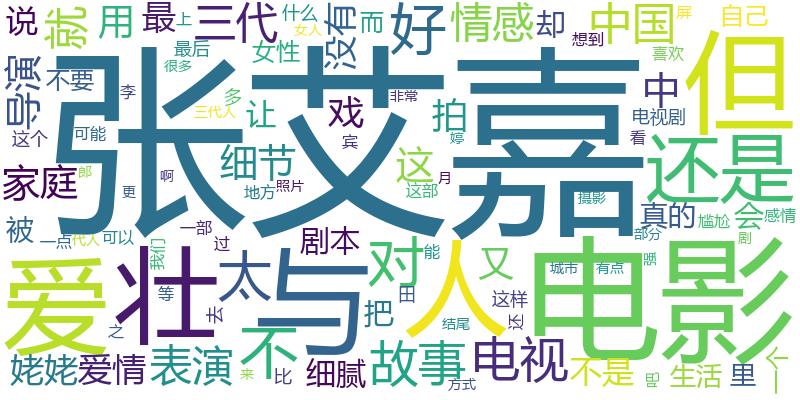 说
就
用
最
三代
什么
没有
而
好
情感
却
想到
中国
屏
自己
上
最后
很多
女性
女人
喜欢
导演
不要
多
让
戏
非常
拍
中
电视剧
但
李
三代人
这个
可能
张艾嘉
宾
婷
看
家庭
郎
啊
细节
地方
照片
这
这部
月
还是
更
摄影
真的
尴尬
会
感情
被
一点
代人
可以
一部
过
剧本
对
能
部分
剧
我们
太
又
电影
爱
壮
与
人
等
去
把
田
这样
还
城市
有点
强
之
不
结尾
姥姥
爱情
表演
来
比
细腻
故事
方式
电视
不是
生活
里
个